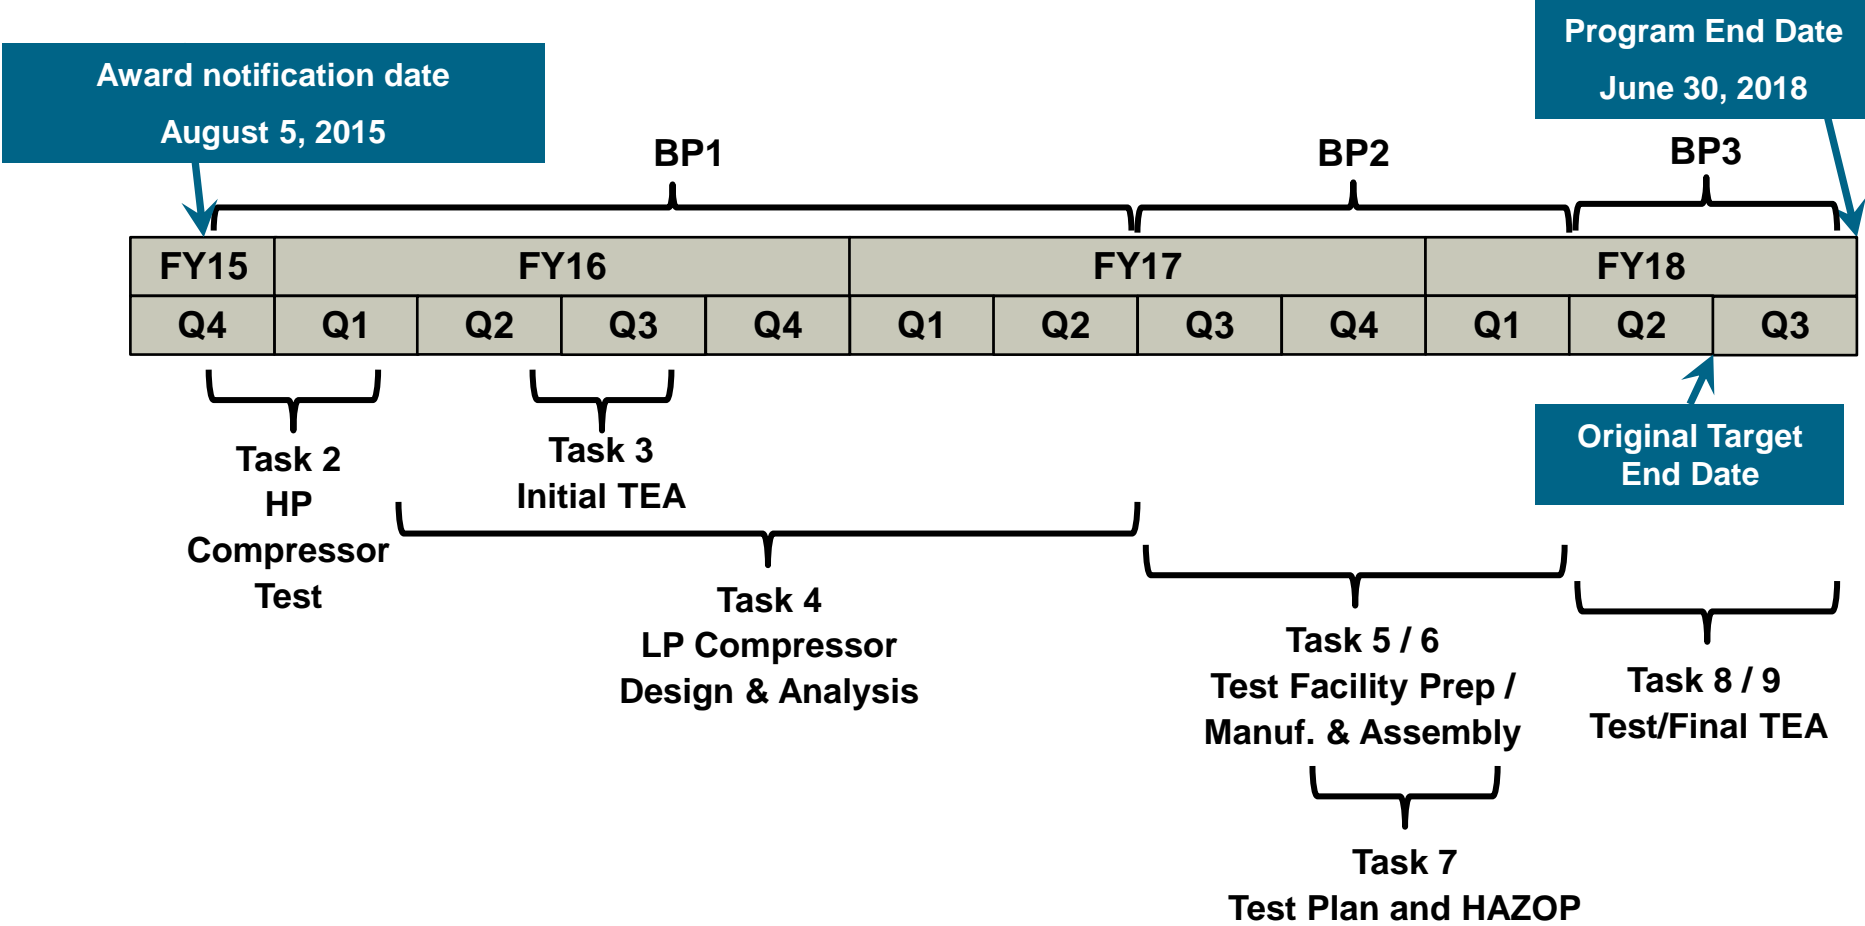 Program End Date
June 30, 2018
Award notification date
August 5, 2015
BP1
BP2
BP3
FY15
FY16
FY17
FY18
Q4
Q1
Q2
Q3
Q4
Q1
Q2
Q3
Q4
Q1
Q2
Q3
Original Target
End Date
Task 2
HP
Compressor
Test
Task 3
Initial TEA
Task 4
LP Compressor
Design & Analysis
Task 5 / 6
Test Facility Prep /
Manuf. & Assembly
Task 8 / 9
Test/Final TEA
Task 7
Test Plan and HAZOP